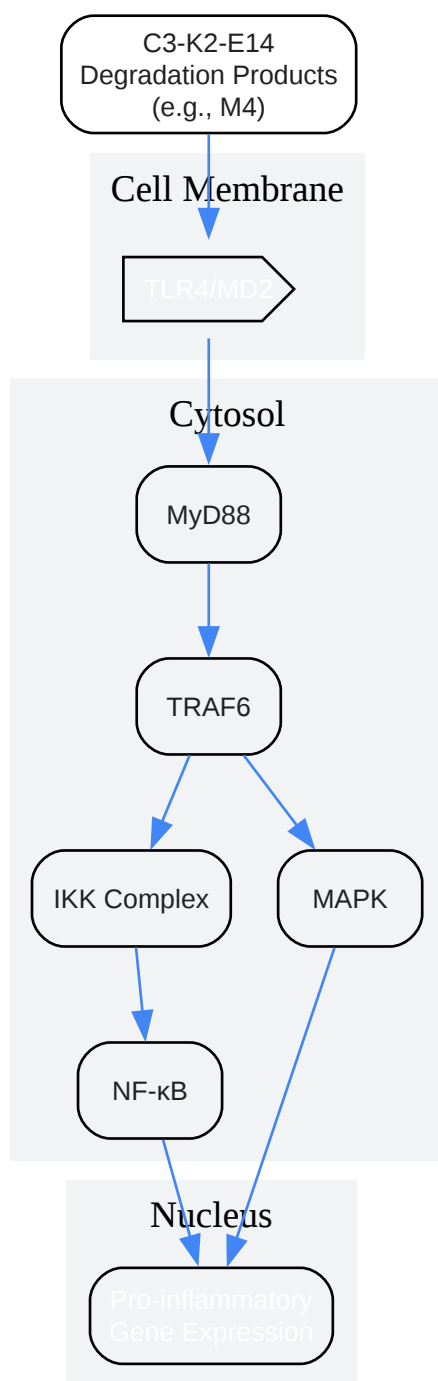 C3-K2-E14
Degradation Products
(e.g., M4)
Cell Membrane
TLR4/MD2
Cytosol
MyD88
TRAF6
IKK Complex
MAPK
NF-κB
Nucleus
Pro-inflammatory
Gene Expression